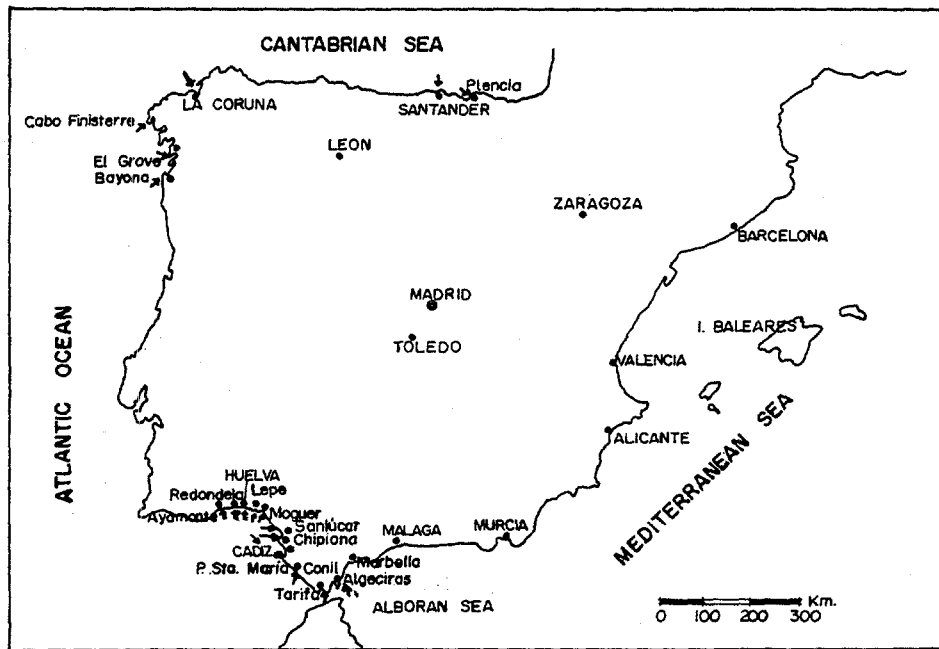 CANTABRIAN SEA
Plencia
LA CORUNA
SANTANDER
Cabo Finisterre
LEON
El Grove
Bayona
ZARAGOZA
BARCELONA
MADRID
I. BALEARES
TOLEDO
VALENCIA
ATLANTIC OCEAN
ALICANTE
MEDITERRANEAN SEA
HUELVA
Redondela
Lepe
Ayamonte
Moguer
Sanlúcar
MURCIA
MALAGA
Chipiona
CADIZ
Marbella
P. Sta. María
Conil
Algeciras
Tarifa
ALBORAN SEA
Km.
0 100 200 300